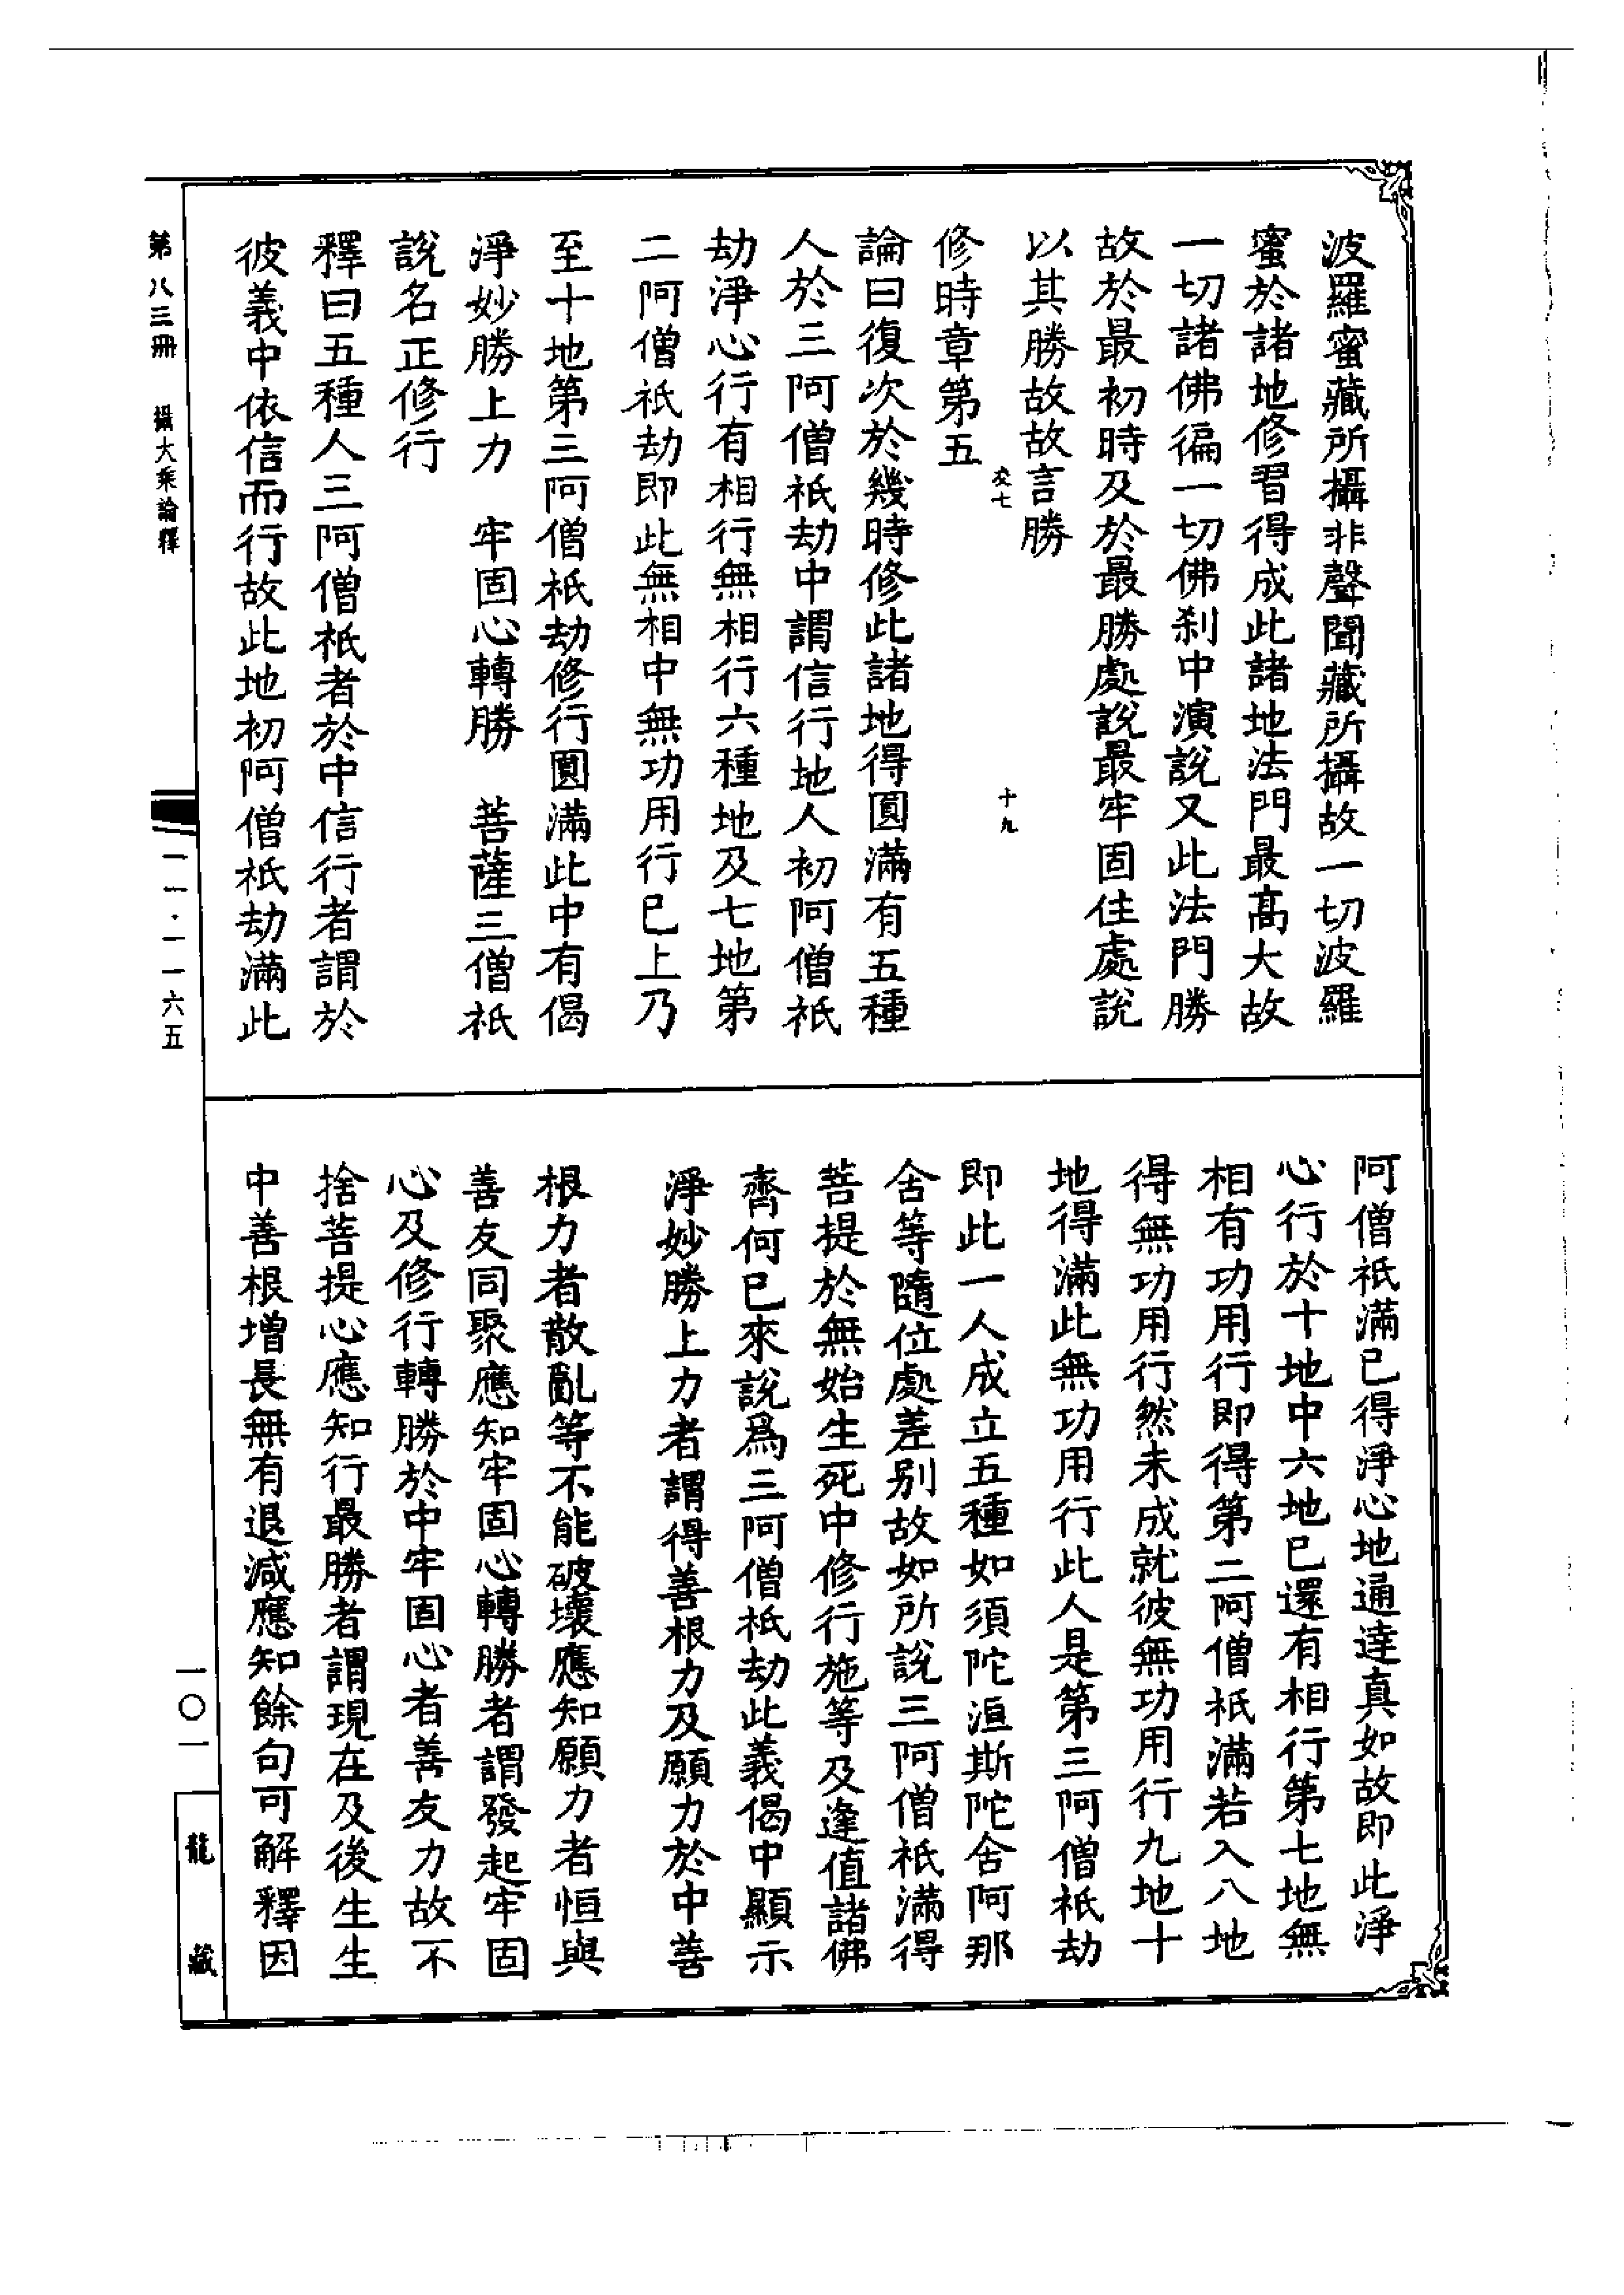 波羅蜜藏所攝非聲聞藏所攝故一切波羅
蜜於諸地修習得成此諸地法門最髙大故
一切諸佛徧一切佛刹中演說又此法門勝
故於最初時及於最勝處說最牢固住處說
以其勝故故言勝
交七
十九
修時章第五
論曰復次於幾時修此諸地得圓滿有五種
人於三阿僧祇劫中謂信行地人初阿僧祇
劫淨心行有相行無相行六種地及七地第
二阿僧祇劫即此無相中無功用行已上乃
至十地第三阿僧祇劫修行圓滿此中有偈
淨妙勝上力 牢固心轉勝 菩薩三僧祇
說名正修行
釋曰五種人三阿僧祇者於中信行者謂於
彼義中依信而行故此地初阿僧祇劫滿此
阿僧祇滿已得淨心地通達真如故即此淨
心行於十地中六地已還有相行第七地無
相有功用行即得第二阿僧祇滿若入八地
得無功用行然未成就彼無功用行九地十
地得滿此無功用行此人是第三阿僧祇劫
即此一人成立五種如須陀洹斯陀舍阿那
舍等隨位處差别故如所說三阿僧祇滿得
菩提於無始生死中修行施等及逢值諸佛
齊何已來說爲三阿僧祇劫此義偈中顯示
淨妙勝上力者謂得善根力及願力於中善
根力者散亂等不能破壞應知願力者恒與
善友同聚應知牢固心轉勝者謂發起牢固
心及修行轉勝於中牢固心者善友力故不
捨菩提心應知行最勝者謂現在及後生生
中善根增長無有退減應知餘句可解釋因
第八三冊 攝大乘論釋
一一·一一六五
一〇一
龍藏